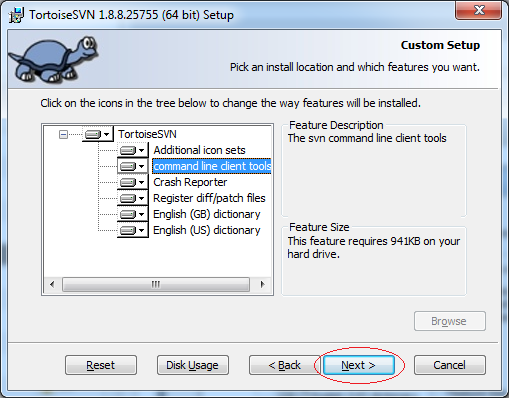 TortoiseSVN 1.8.8.25755 (64 bit) Setup
Custom Setup
Pick an install location and which features you want.
Click on the icons in the tree below to change the way features will be installed.
TortoiseSVN
Additional icon sets
command line client tools
Crash Reporter
Register diff/patch files
English (GB) dictionary
English (US) dictionary
Feature Description
The svn command line client tools
Feature Size
This feature requires 941KB on your
hard drive.
Browse
Reset
Disk Usage
< Back
Next >
Cancel